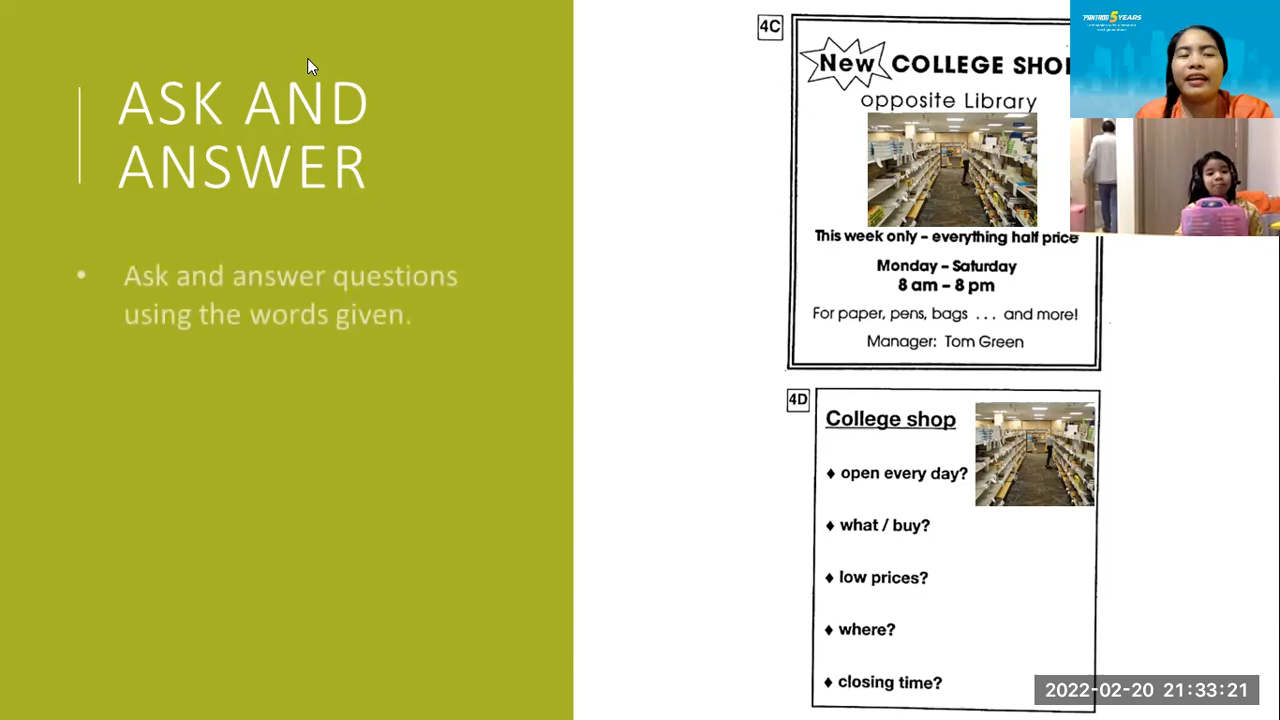 ASK AND
ANSWER
• Ask and answer questions
using the words given.
4C
New COLLEGE SHOP
opposite Library
This week only – everything half price
Monday – Saturday
8 am – 8 pm
For paper, pens, bags ... and more!
Manager: Tom Green
4D
College shop
♦ open every day?
♦ what / buy?
♦ low prices?
♦ where?
♦ closing time?
5 YEARS
2022-02-20 21:33:21